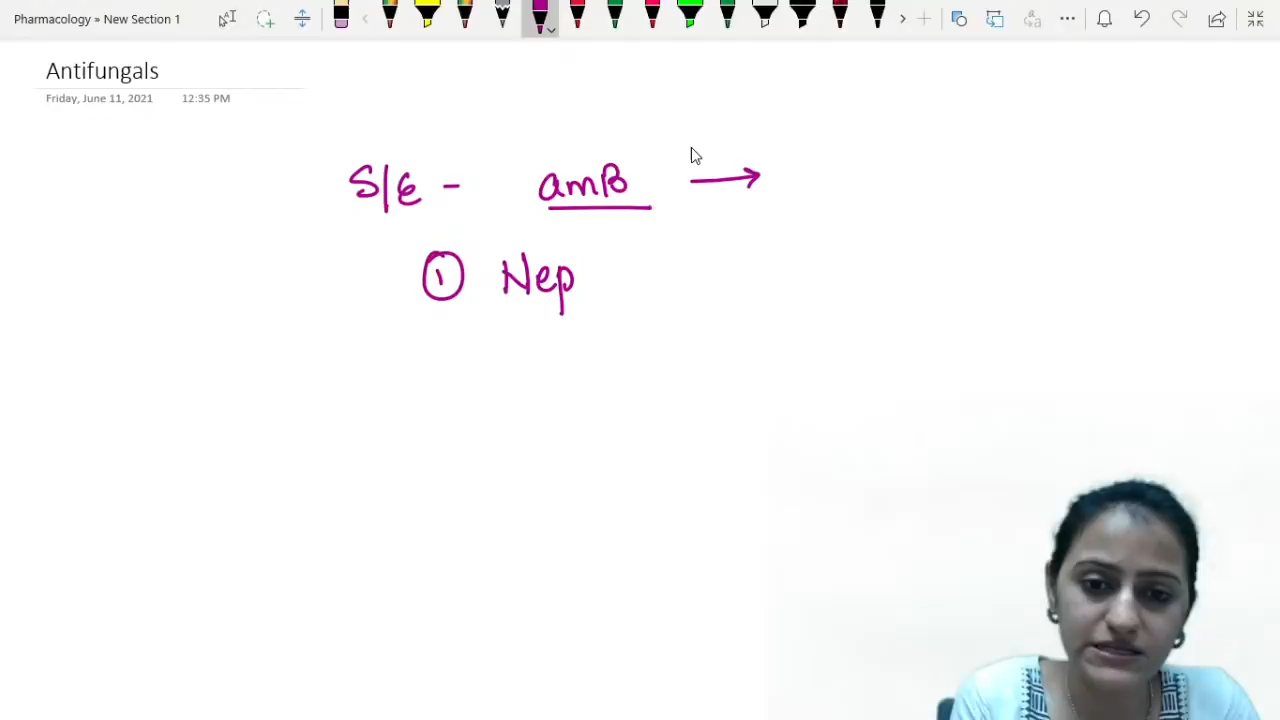 Pharmacology » New Section 1
Antifungals
Friday, June 11, 2021 12:35 PM
S/E - amB →
① Nep